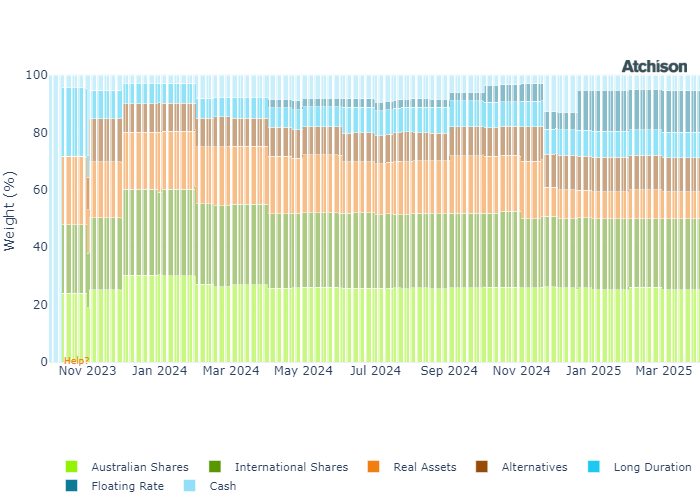 Atchison
100
80
60
40
20
0
Weight (%)
Help?
Nov 2023 Jan 2024 Mar 2024 May 2024 Jul 2024 Sep 2024 Nov 2024 Jan 2025 Mar 2025
Australian Shares International Shares Real Assets Alternatives Long Duration
Floating Rate Cash